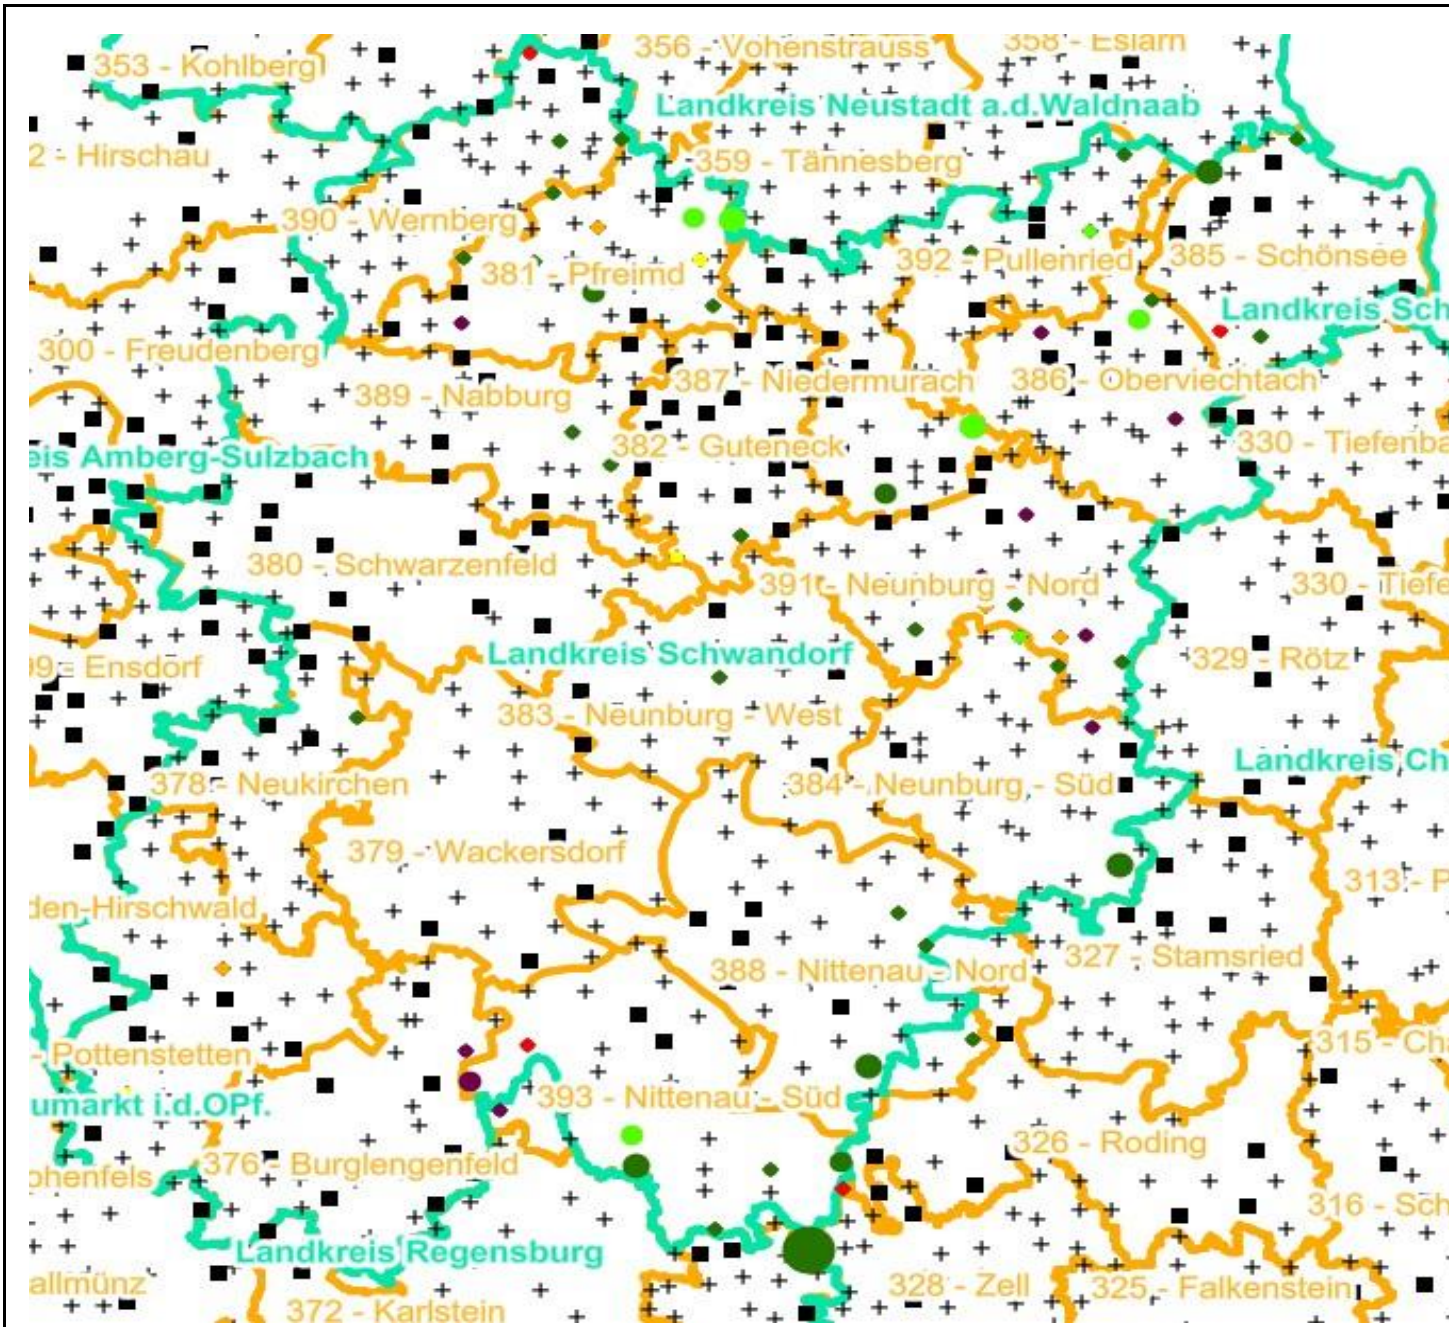 356 - Vohenstrauss
358 - Eslarn
353 - Kohlberg
Landkreis Neustadt a.d.Waldnaab
2 - Hirschau
359 - Tännesberg
390 - Wernberg
381 - Pfreimd
392 - Pullenried
385 - Schönsee
Landkreis Sch
300 - Freudenberg
389 - Nabburg
387 - Niedermurach
386 - Oberviechtach
382 - Guteneck
330 - Tiefenba
eis Amberg-Sulzbach
380 - Schwarzenfeld
391 - Neunburg - Nord
330 - Tiefe
99 - Ensdorf
Landkreis Schwandorf
329 - Rötz
383 - Neunburg - West
378 - Neukirchen
384 - Neunburg - Süd
Landkreis Ch
379 - Wackersdorf
313 - P
den-Hirschwald
388 - Nittenau - Nord
327 - Stamsried
- Pottenstetten
315 - Cha
umarkt i.d.OPf.
393 - Nittenau - Süd
326 - Roding
ohenfels
376 - Burglengenfeld
316 - Sch
Landkreis Regensburg
allmünz
372 - Karlstein
328 - Zell
325 - Falkenstein